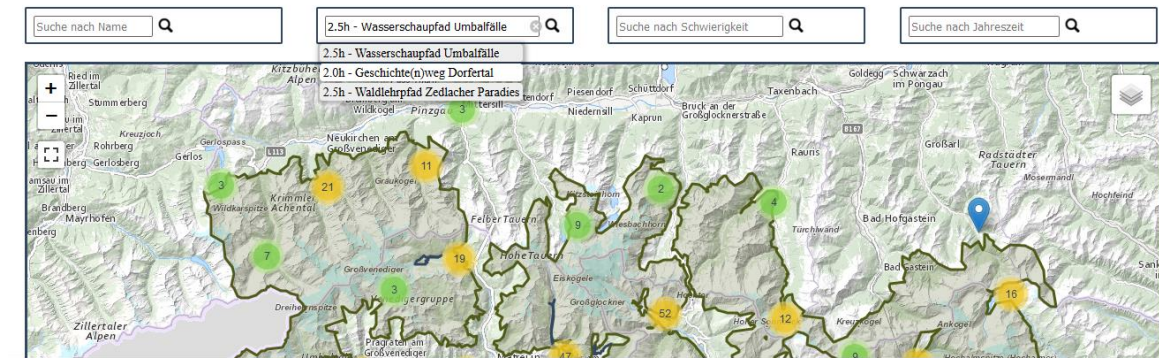 Suche nach Name
2.5h - Wasserschaupfad Umbalfälle
Suche nach Schwierigkeit
Suche nach Jahreszeit
2.5h - Wasserschaupfad Umbalfälle
2.0h - Geschichte(n)weg Dorfertal
2.5h - Waldlehrpfad Zedlacher Paradies
+
−
Ried im
Zillertal
Stummerberg
Kreuzjoch
Rohrberg
Gerlosberg
Gerlos
Gerlospass
L113
Zillertal
Brandberg
Mayrhofen
Neukirchen am
Großvenediger
Wildkogel
3
Piesendorf
Schüttdorf
Niedernsill
Kaprun
Bruck an der
Großglocknerstraße
Taxenbach
Goldegg
Schwarzach
im Pongau
B167
Rauris
Großarl
Radstädter
Tauern
Mosermandl
Hochfeind
11
21
3
Graukogel
Wildkarspitze
Krimmler
Achental
Felber Tauern
Kitzsteinhorn
2
9
Wiesbachhorn
4
Türchlwand
Bad Hofgastein
Bad Gastein
7
19
Großvenediger
Hohe Tauern
Eiskögele
3
Großglockner
52
12
Kreuzkogel
Ankogel
16
Zillertaler
Alpen
Prägraten am
Großvenediger
47
9